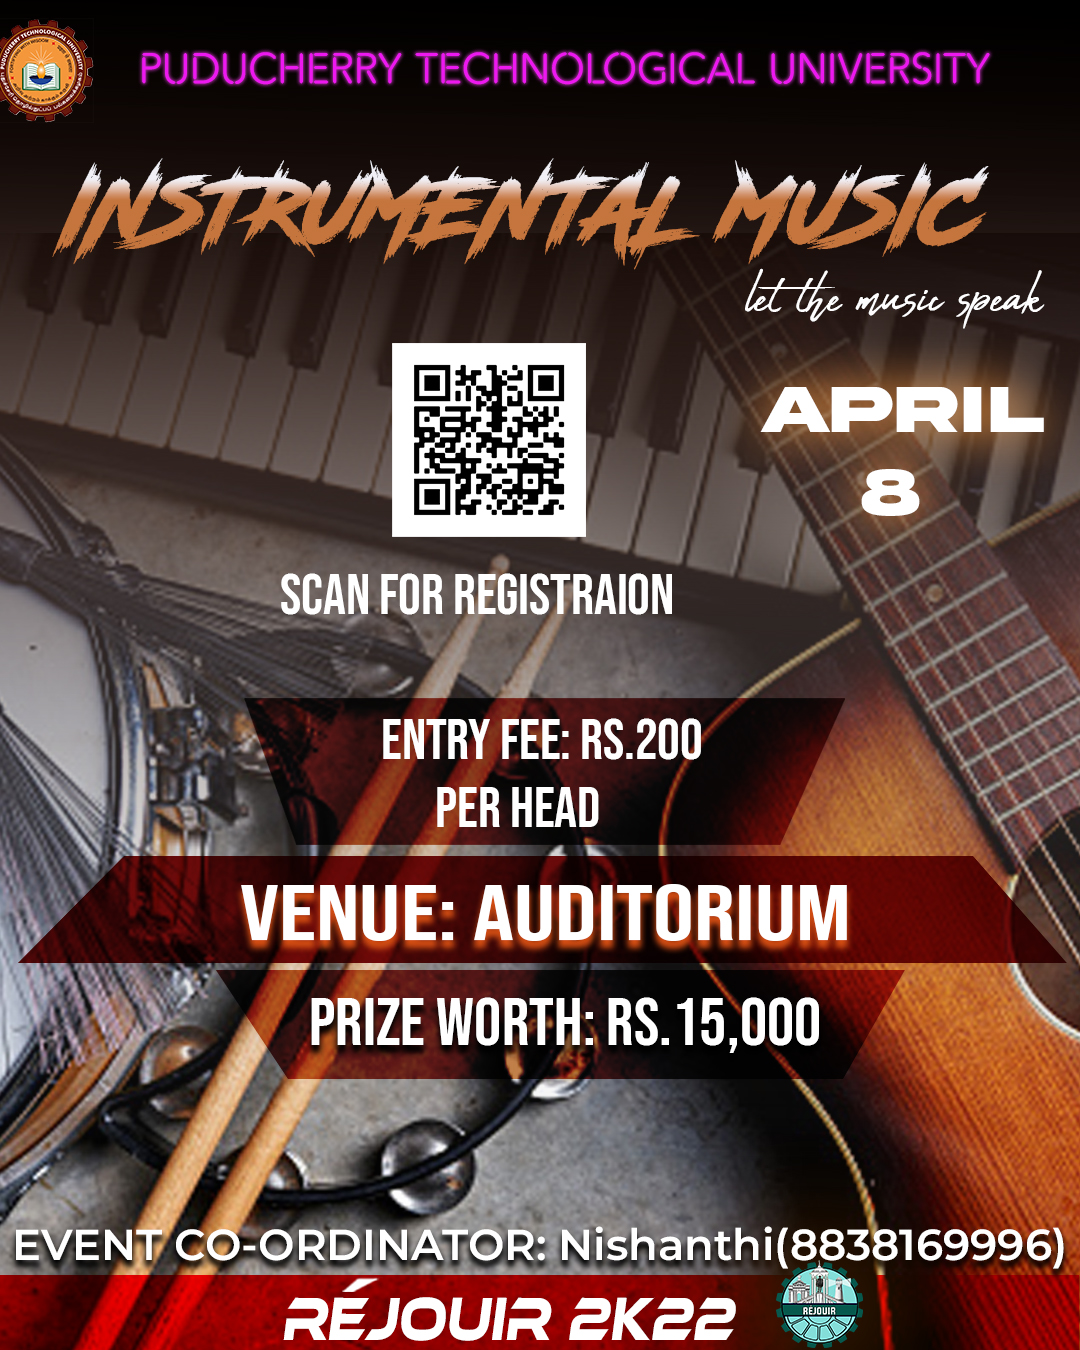 PUDUCHERRY TECHNOLOGICAL UNIVERSITY
INSTRUMENTAL MUSIC
let the music speak
APRIL
8
SCAN FOR REGISTRAION
ENTRY FEE: RS.200
PER HEAD
VENUE: AUDITORIUM
PRIZE WORTH: RS.15,000
EVENT CO-ORDINATOR: Nishanthi(8838169996)
RÉJOUIR 2K22
REJOUIR